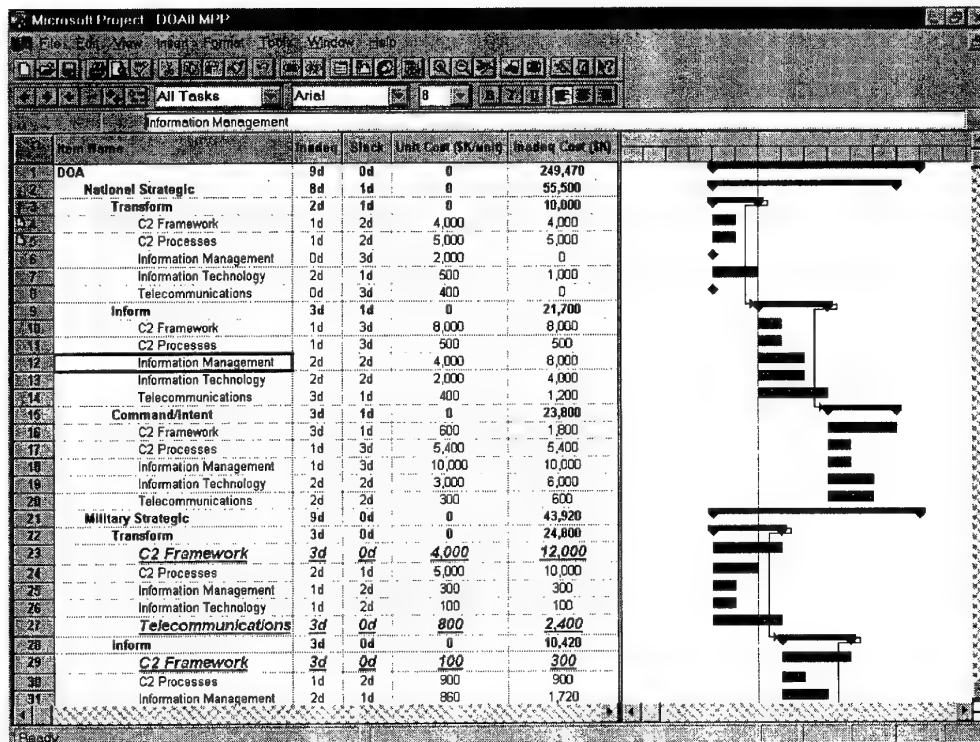 Microsoft Project - DOA0.MPP
File Edit View Insert Format Tools Window Help
All Tasks Arial 8 B I U
Information Management
Item Name Inadeq Slack Unit Cost ($K/unit) Inadeq Cost ($K)
1 DOA 9d 0d 0 249,470
2 National Strategic 8d 1d 0 55,500
3 Transform 2d 1d 0 10,000
4 C2 Framework 1d 2d 4,000 4,000
5 C2 Processes 1d 2d 5,000 5,000
6 Information Management 0d 3d 2,000 0
7 Information Technology 2d 1d 500 1,000
8 Telecommunications 0d 3d 400 0
9 Inform 3d 1d 0 21,700
10 C2 Framework 1d 3d 8,000 8,000
11 C2 Processes 1d 3d 500 500
12 Information Management 2d 2d 4,000 8,000
13 Information Technology 2d 2d 2,000 4,000
14 Telecommunications 3d 1d 400 1,200
15 Command/Intent 3d 1d 0 23,800
16 C2 Framework 3d 1d 600 1,800
17 C2 Processes 1d 3d 5,400 5,400
18 Information Management 1d 3d 10,000 10,000
19 Information Technology 2d 2d 3,000 6,000
20 Telecommunications 2d 2d 300 600
21 Military Strategic 9d 0d 0 43,920
22 Transform 3d 0d 0 24,800
23 C2 Framework 3d 0d 4,000 12,000
24 C2 Processes 2d 1d 5,000 10,000
25 Information Management 1d 2d 300 300
26 Information Technology 1d 2d 100 100
27 Telecommunications 3d 0d 800 2,400
28 Inform 3d 0d 0 10,420
29 C2 Framework 3d 0d 100 300
30 C2 Processes 1d 2d 900 900
31 Information Management 2d 1d 860 1,720
Ready